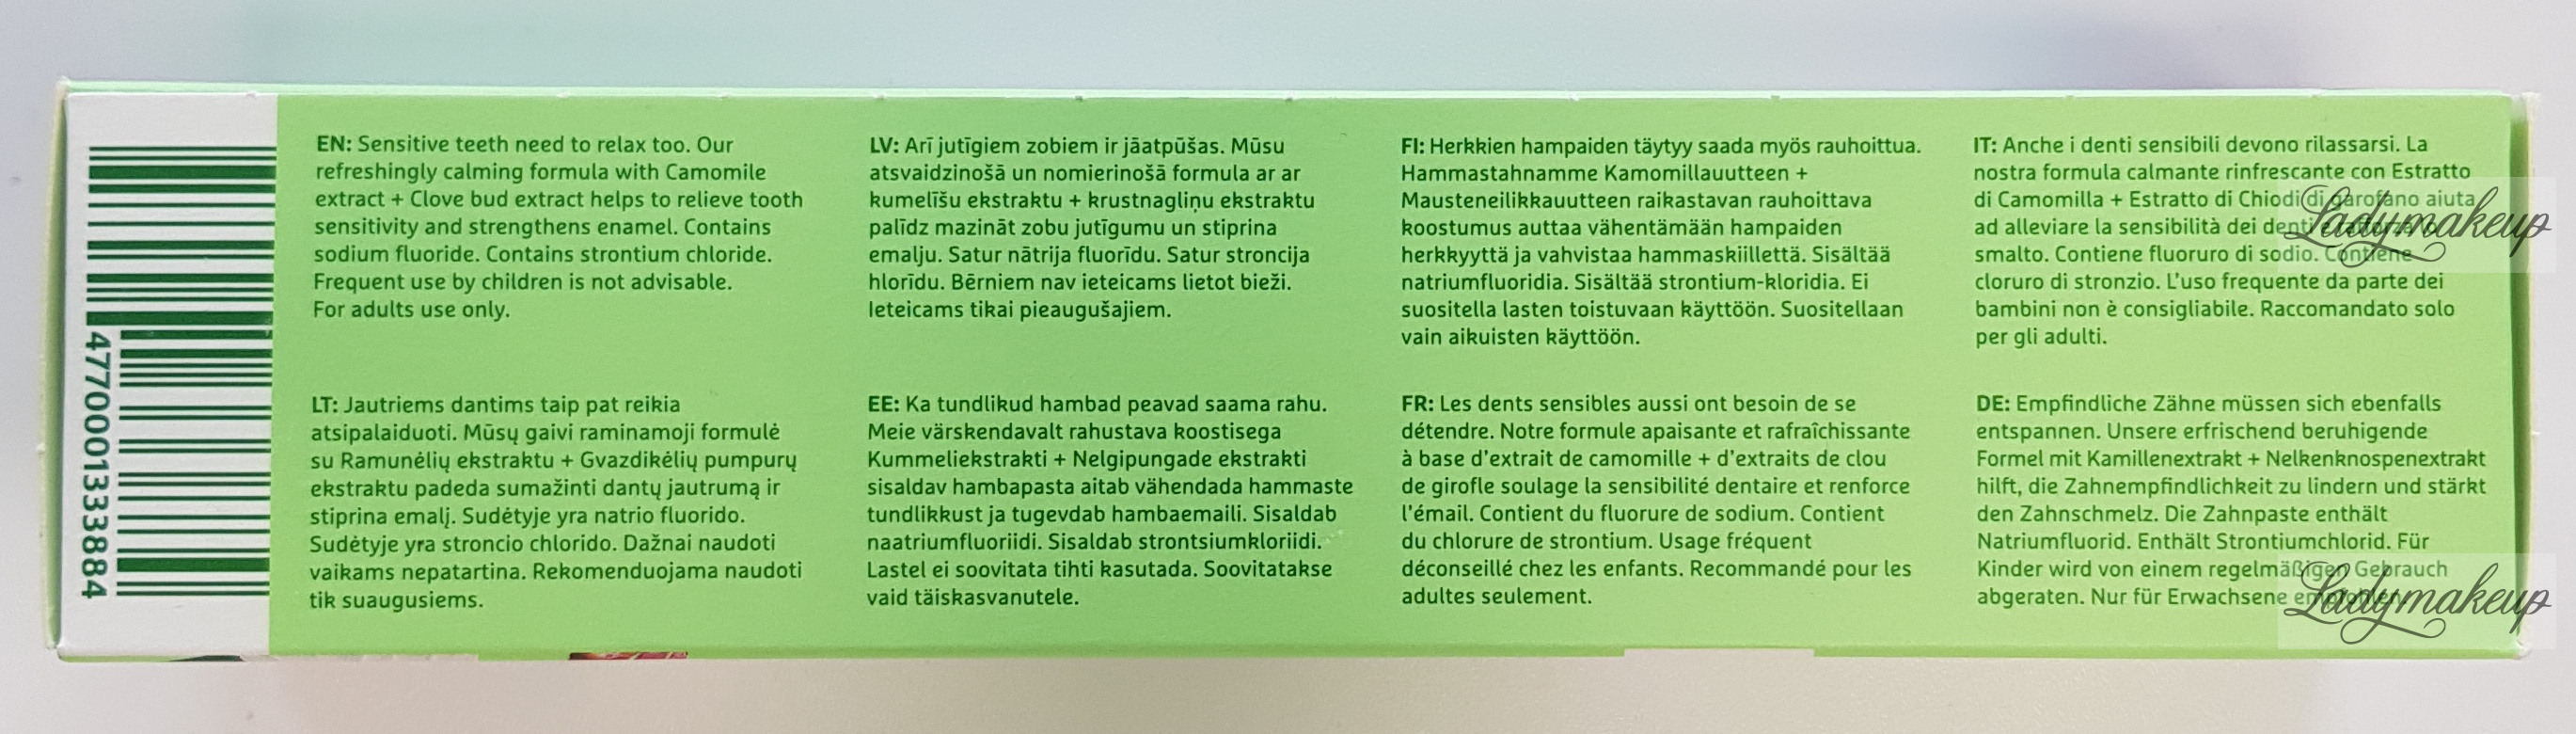 4770001333884
EN: Sensitive teeth need to relax too. Our
refreshingly calming formula with Camomile
extract + Clove bud extract helps to relieve tooth
sensitivity and strengthens enamel. Contains
sodium fluoride. Contains strontium chloride.
Frequent use by children is not advisable.
For adults use only.
LT: Jautriems dantims taip pat reikia
atsipalaiduoti. Mūsų gaivi raminamoji formulė
su Ramunėlių ekstraktu + Gvazdikėlių pumpurų
ekstraktu padeda sumažinti dantų jautrumą ir
stiprina emalį. Sudėtyje yra natrio fluorido.
Sudėtyje yra stroncio chlorido. Dažnai naudoti
vaikams nepatartina. Rekomenduojama naudoti
tik suaugusiems.
LV: Arī jutīgiem zobiem ir jāatpūšas. Mūsu
atsvaidzinošā un nomierinošā formula ar ar
kumelīšu ekstraktu + krustnagliņu ekstraktu
palīdz mazināt zobu jutīgumu un stiprina
emalju. Satur nātrija fluorīdu. Satur stroncija
hlorīdu. Bērniem nav ieteicams lietot bieži.
Ieteicams tikai pieaugušajiem.
EE: Ka tundlikud hambad peavad saama rahu.
Meie värskendavalt rahustava koostisega
Kummeliekstrakti + Nelgipungade ekstrakti
sisaldav hambapasta aitab vähendada hammaste
tundlikkust ja tugevdab hambaemaili. Sisaldab
naatriumfluoriidi. Sisaldab strontsiumkloriidi.
Lastel ei soovitata tihti kasutada. Soovitatakse
vaid täiskasvanutele.
FI: Herkkien hampaiden täytyy saada myös rauhoittua.
Hammastahnamme Kamomillauutteen +
Mausteneilikkauutteen raikastavan rauhoittava
koostumus auttaa vähentämään hampaiden
herkkyyttä ja vahvistaa hammaskiillettä. Sisältää
natriumfluoridia. Sisältää strontium-kloridia. Ei
suositella lasten toistuvaan käyttöön. Suositellaan
vain aikuisten käyttöön.
FR: Les dents sensibles aussi ont besoin de se
détendre. Notre formule apaisante et rafraîchissante
à base d'extrait de camomille + d'extraits de clou
de girofle soulage la sensibilité dentaire et renforce
l'émail. Contient du fluorure de sodium. Contient
du chlorure de strontium. Usage fréquent
déconseillé chez les enfants. Recommandé pour les
adultes seulement.
IT: Anche i denti sensibili devono rilassarsi. La
nostra formula calmante rinfrescante con Estratto
di Camomilla + Estratto di Chiodi di garofano aiuta
ad alleviare la sensibilità dei denti
smalto. Contiene fluoruro di sodio. Contiene
cloruro di stronzio. L'uso frequente da parte dei
bambini non è consigliabile. Raccomandato solo
per gli adulti.
DE: Empfindliche Zähne müssen sich ebenfalls
entspannen. Unsere erfrischend beruhigende
Formel mit Kamillenextrakt + Nelkenknospenextrakt
hilft, die Zahnempfindlichkeit zu lindern und stärkt
den Zahnschmelz. Die Zahnpaste enthält
Natriumfluorid. Enthält Strontiumchlorid. Für
Kinder wird von einem regelmäßigen Gebrauch
abgeraten. Nur für Erwachsene
Ladymakeup
Ladymakeup